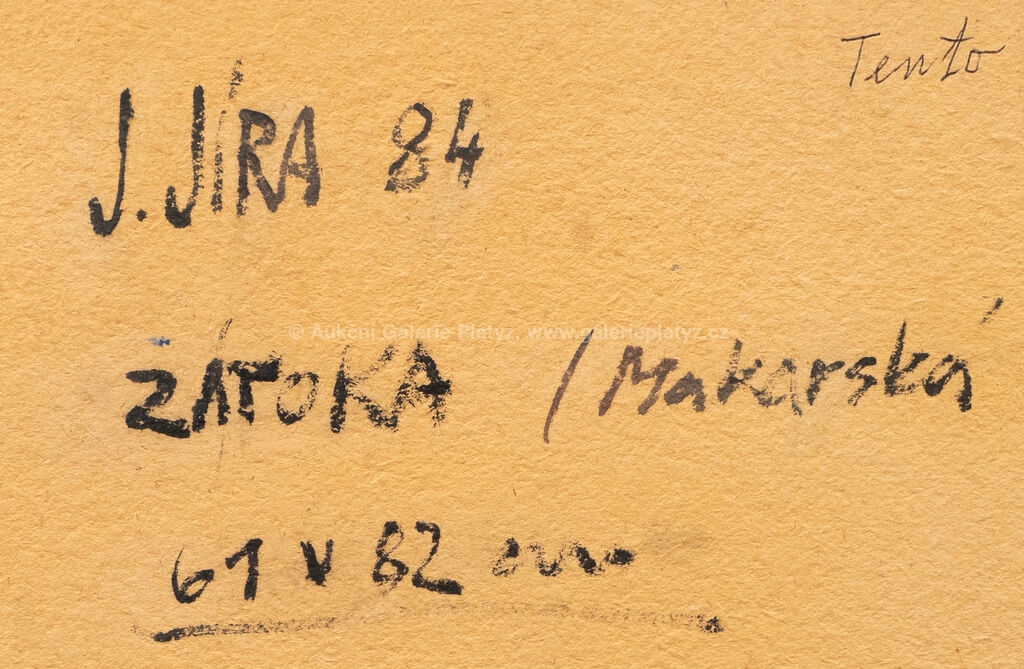 Tento
J. JÍRA 84
© Aukční Galerie Platýz, www.galerieplatyz.cz
ZÁTOKA / Makarská
61 v 82 cm